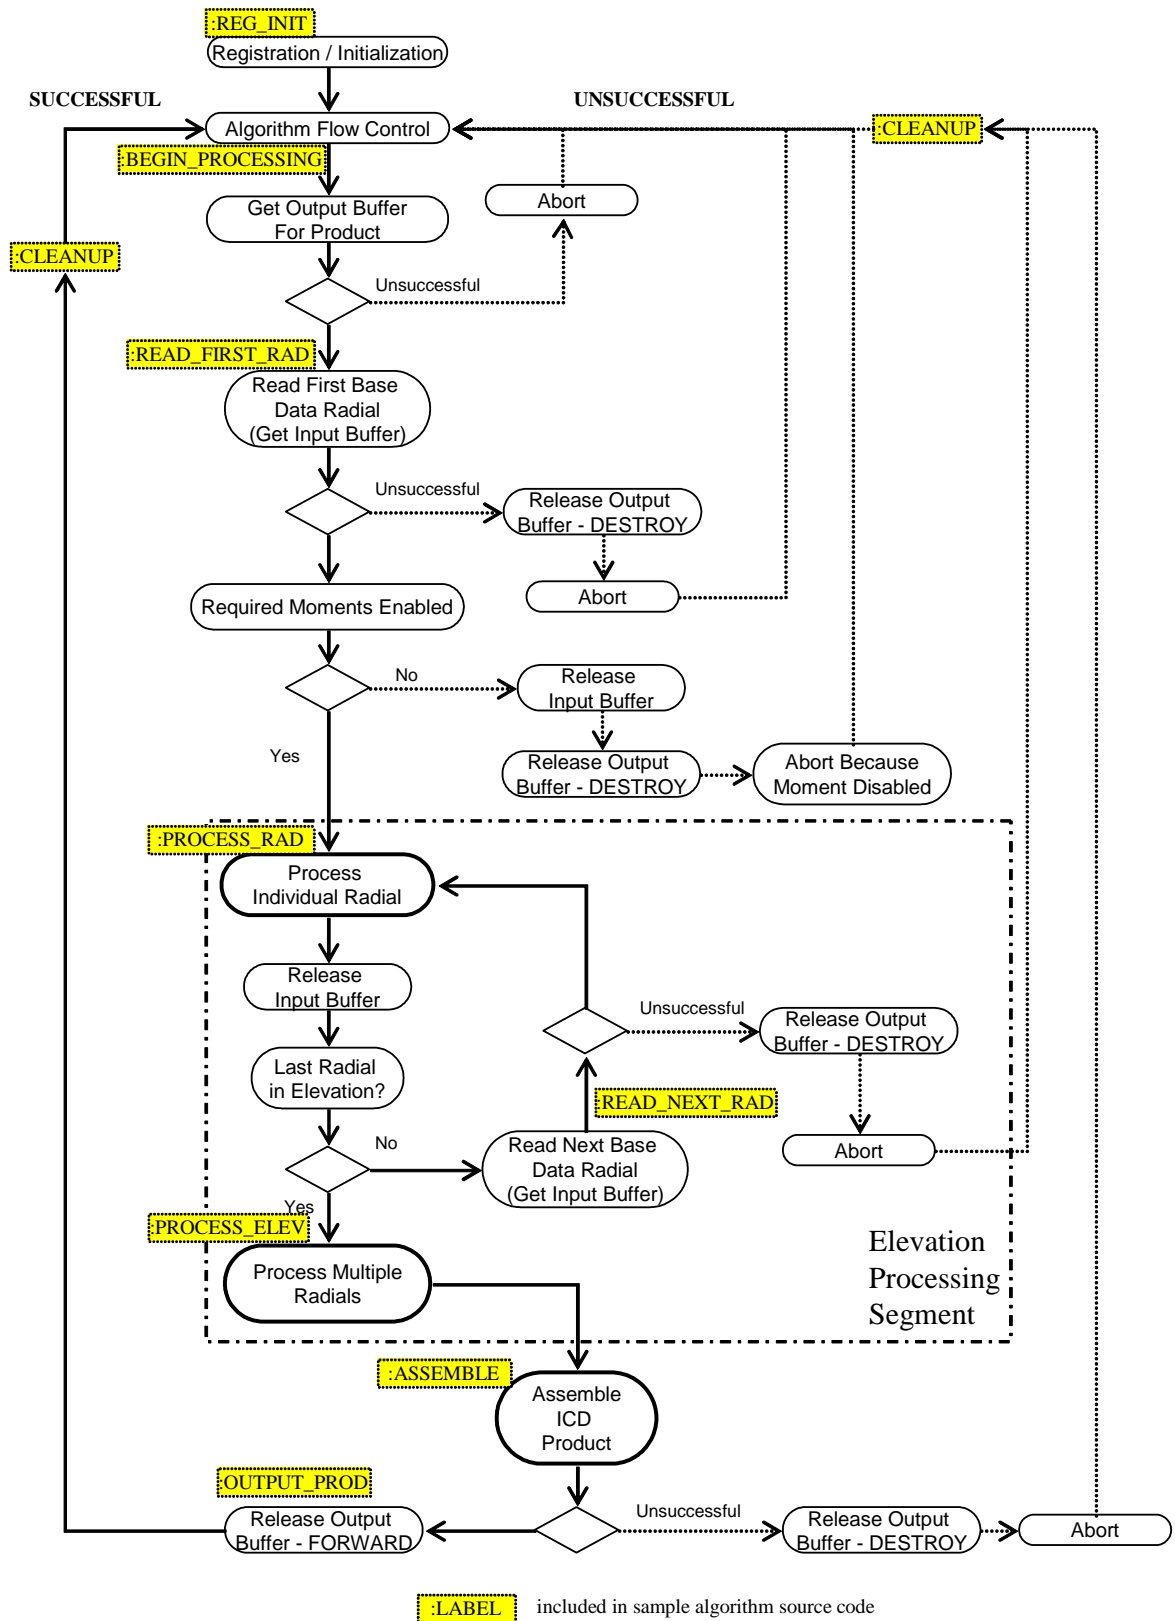 :REG_INIT
Registration / Initialization
SUCCESSFUL
UNSUCCESSFUL
Algorithm Flow Control
:CLEANUP
:BEGIN_PROCESSING
Get Output Buffer
For Product
Abort
:CLEANUP
Unsuccessful
:READ_FIRST_RAD
Read First Base
Data Radial
(Get Input Buffer)
Unsuccessful
Release Output
Buffer - DESTROY
Required Moments Enabled
Abort
No
Release
Input Buffer
Yes
Release Output
Buffer - DESTROY
Abort Because
Moment Disabled
:PROCESS_RAD
Process
Individual Radial
Release
Input Buffer
Unsuccessful
Release Output
Buffer - DESTROY
Last Radial
in Elevation?
:READ_NEXT_RAD
No
Read Next Base
Data Radial
(Get Input Buffer)
Abort
Yes
:PROCESS_ELEV
Process Multiple
Radials
Elevation
Processing
Segment
:ASSEMBLE
Assemble
ICD
Product
:OUTPUT_PROD
Release Output
Buffer - FORWARD
Unsuccessful
Release Output
Buffer - DESTROY
Abort
:LABEL included in sample algorithm source code